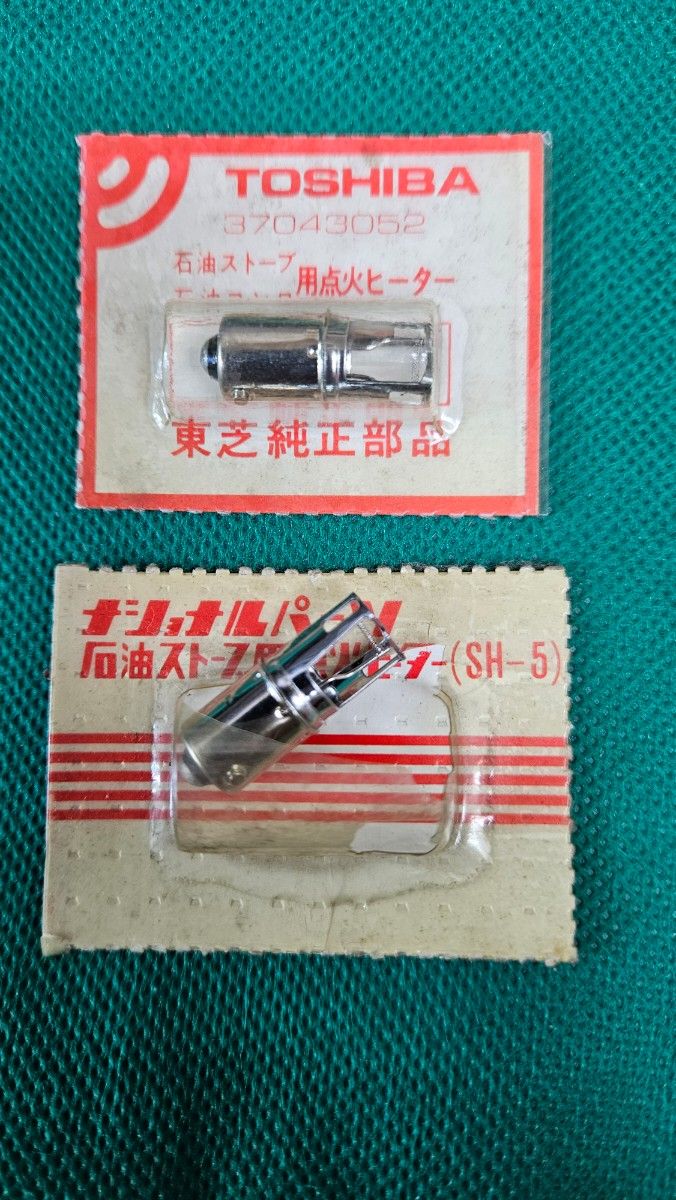 TOSHIBA
37043052
石油ストーブ
用点火ヒーター
東芝純正部品
ナショナルパーツ
石油ストーブ用
ヒーター(SH-5)